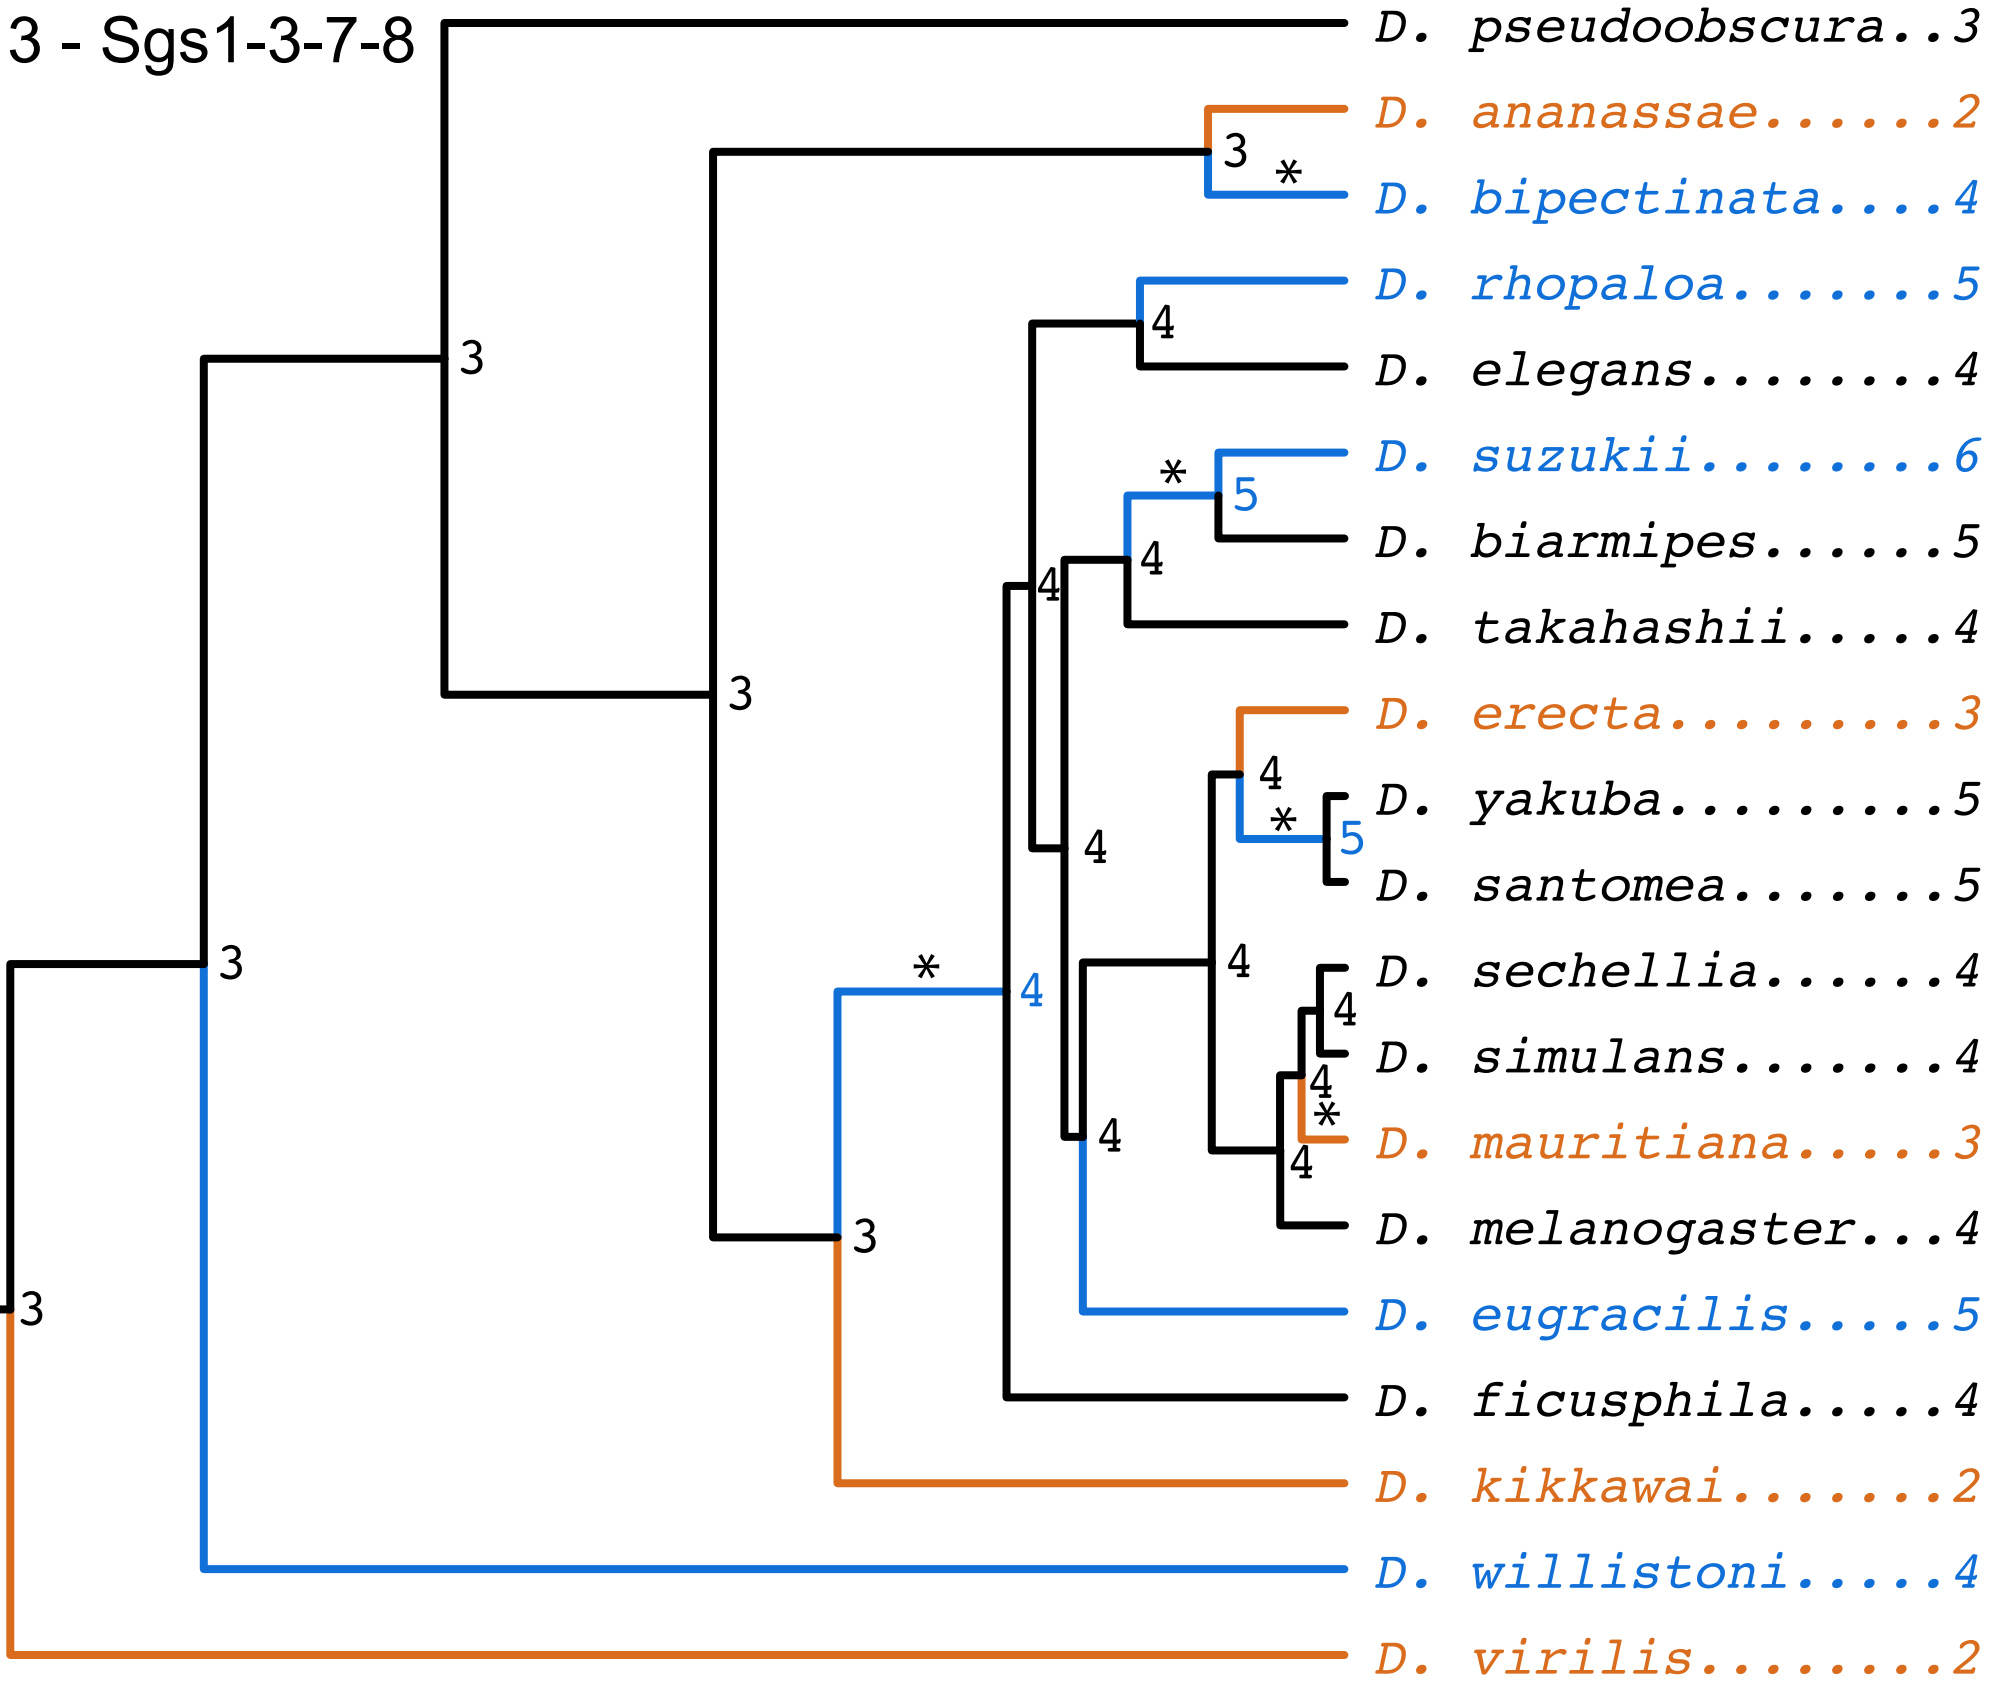 3 - Sgs1-3-7-8
D. pseudoobscura..3
D. ananassae......2
3
*
D. bipectinata....4
D. rhopaloa.......5
4
D. elegans........4
3
D. suzukii........6
*
5
D. biarmipes......5
4
4
D. takahashii.....4
3
D. erecta.........3
4
D. yakuba.........5
*
5
4
D. santomea.......5
3
4
*
D. sechellia......4
4
4
D. simulans.......4
4
*
D. mauritiana.....3
4
4
D. melanogaster...4
3
3
D. eugracilis.....5
D. ficusphila.....4
D. kikkawai.......2
D. willistoni.....4
D. virilis........2